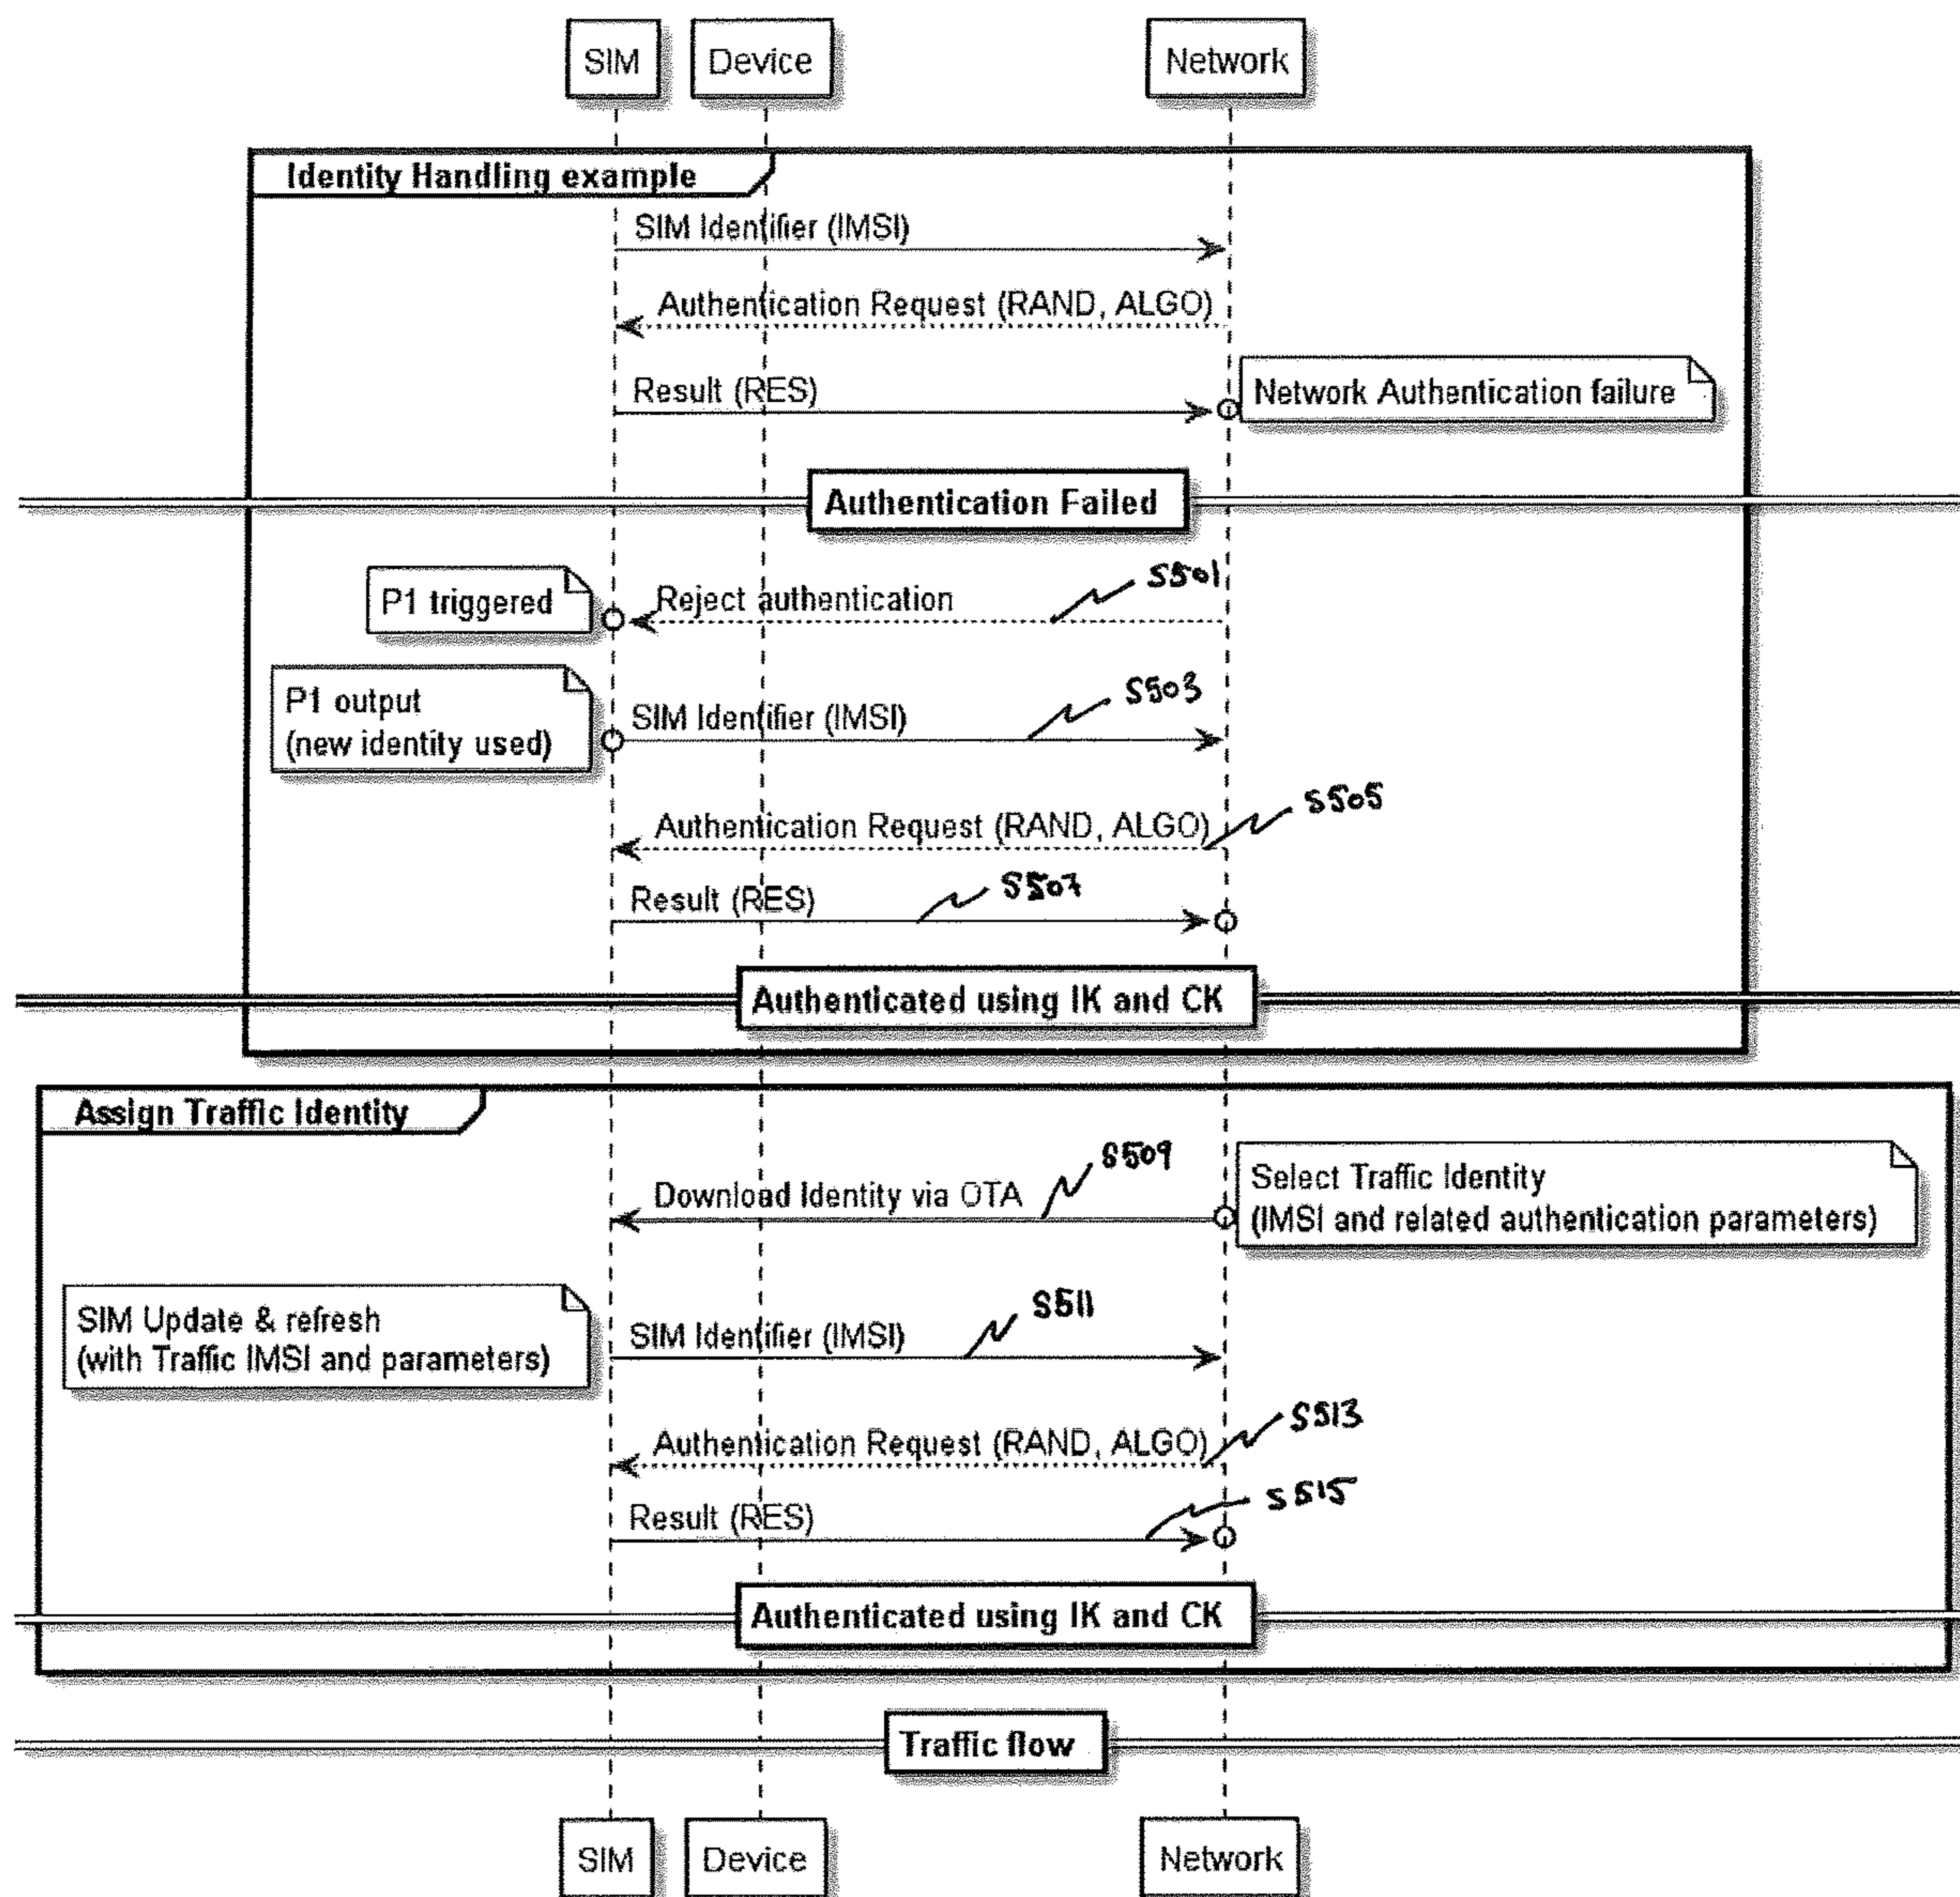 SIM Device Network
Identity Handling example
SIM Identifier (IMSI)
Authentication Request (RAND, ALGO)
Result (RES)
Network Authentication failure
Authentication Failed
P1 triggered
Reject authentication
S501
P1 output
(new identity used)
SIM Identifier (IMSI)
S503
Authentication Request (RAND, ALGO)
S505
Result (RES)
S507
Authenticated using IK and CK
Assign Traffic Identity
Download Identity via OTA
S509
Select Traffic Identity
(IMSI and related authentication parameters)
SIM Update & refresh
(with Traffic IMSI and parameters)
SIM Identifier (IMSI)
S511
Authentication Request (RAND, ALGO)
S513
Result (RES)
S515
Authenticated using IK and CK
Traffic flow
SIM Device Network